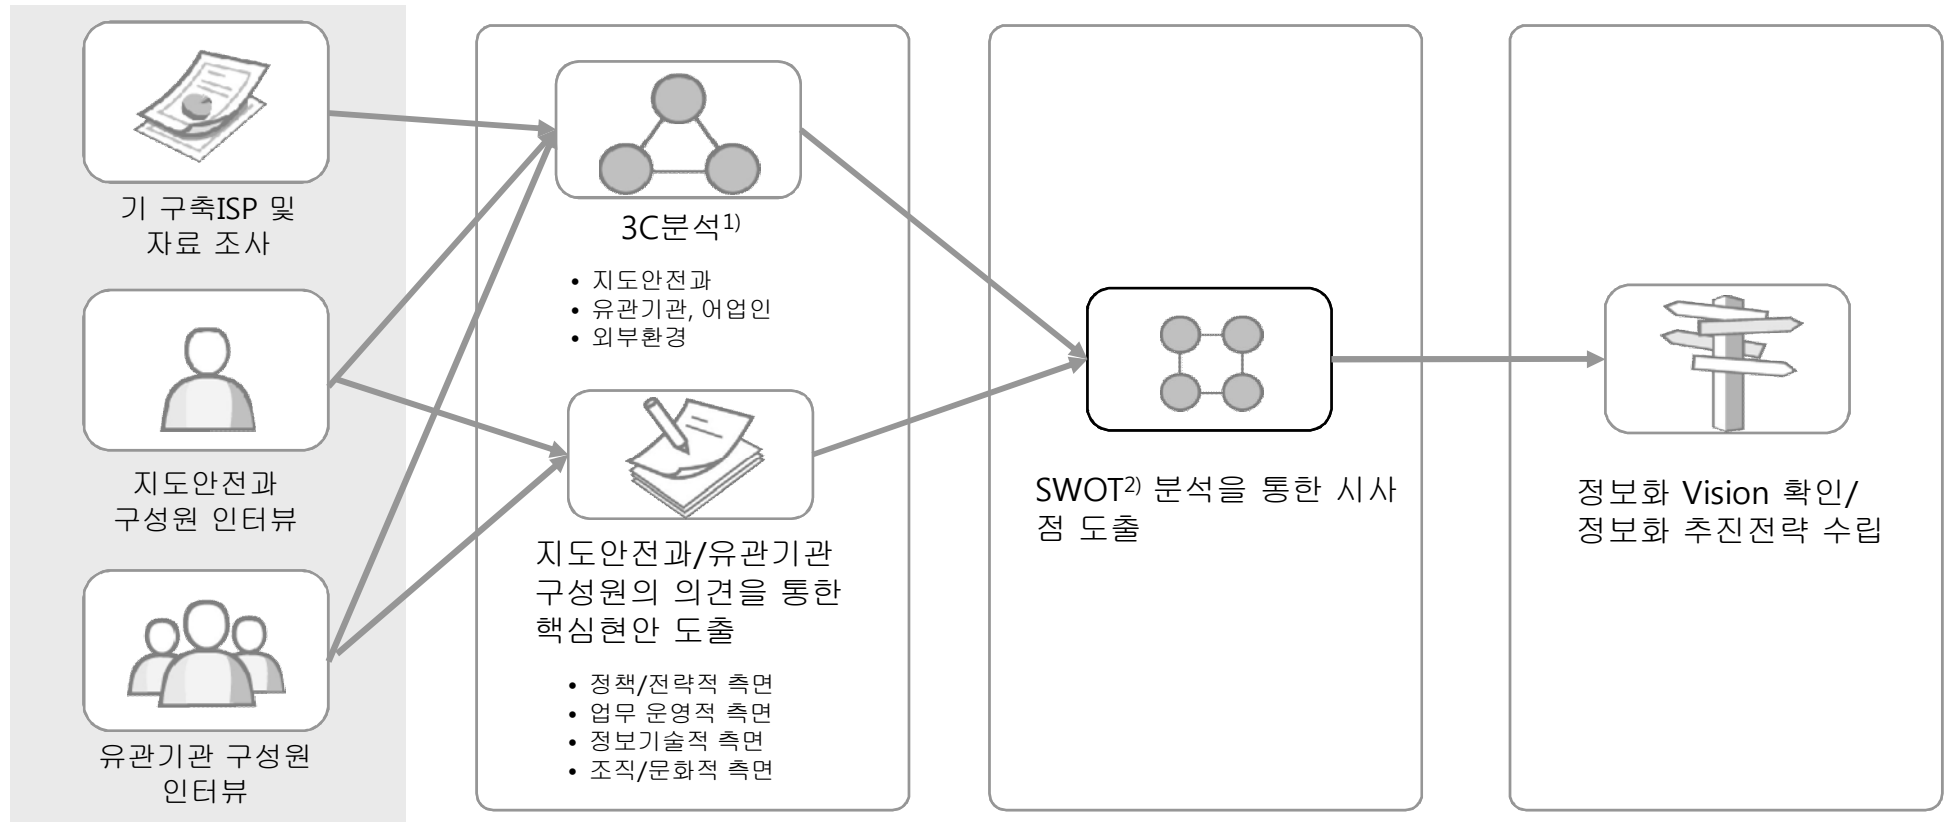 기 구축ISP 및
자료 조사
지도안전과
구성원 인터뷰
유관기관 구성원
인터뷰
3C분석1)
• 지도안전과
• 유관기관, 어업인
• 외부환경
지도안전과/유관기관
구성원의 의견을 통한
핵심현안 도출
• 정책/전략적 측면
• 업무 운영적 측면
• 정보기술적 측면
• 조직/문화적 측면
SWOT2) 분석을 통한 시사
점 도출
정보화 Vision 확인/
정보화 추진전략 수립